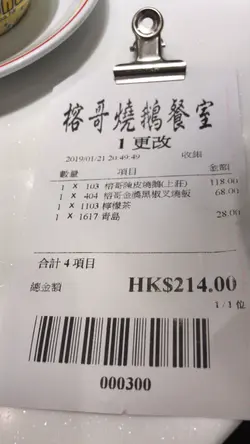 榕哥燒鵝餐室
1 更改
2019/01/21 20:49:49 收銀
數量 項目 金額
1 X 103 榕哥陳皮燒鵝(上莊) 118.00
1 X 404 榕哥金獎黑椒叉燒飯 68.00
1 X 1103 檸檬茶
1 X 1617 青島 28.00
合計 4 項目
總金額 HK$214.00
1 / 1 位
000300